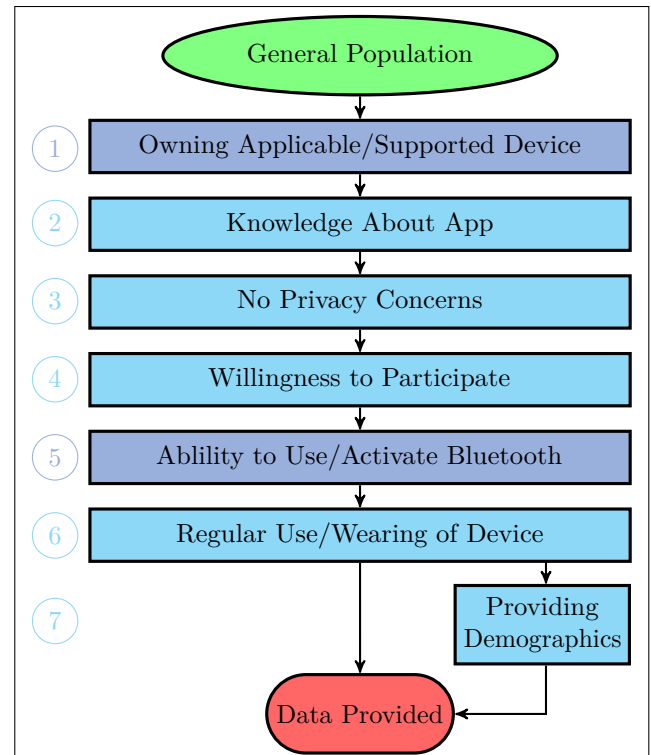 General Population
1 Owning Applicable/Supported Device
2 Knowledge About App
3 No Privacy Concerns
4 Willingness to Participate
5 Ablility to Use/Activate Bluetooth
6 Regular Use/Wearing of Device
7 Providing
Demographics
Data Provided